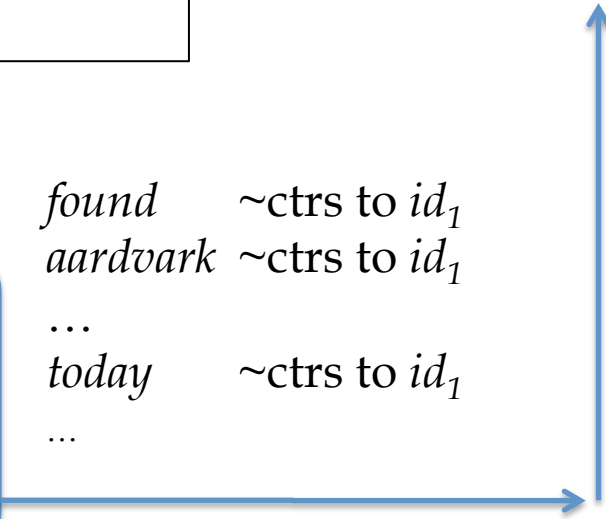 found ~ctrs to id₁
aardvark ~ctrs to id₁
…
today ~ctrs to id₁
...